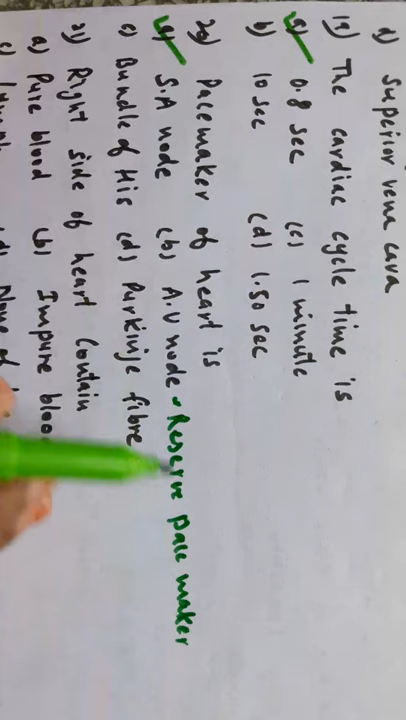 d) Superior vena cava
19) The cardiac cycle time is
a) 0.8 sec (c) 1 minute
b) 10 sec (d) 1.50 sec
20) Pacemaker of heart is
a) S.A node (b) A.V node - Reserve pace maker
c) Bundle of His (d) Purkinje fibre
21) Right side of heart contain
a) Pure blood (b) Impure bloo